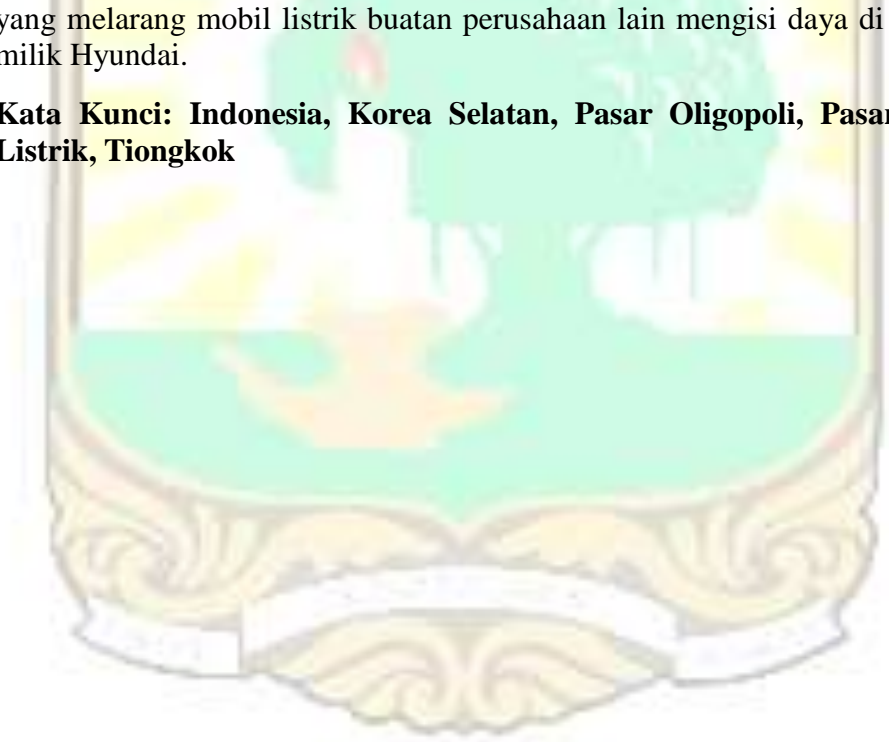 yang melarang mobil listrik buatan perusahaan lain mengisi daya di
milik Hyundai.
Kata Kunci: Indonesia, Korea Selatan, Pasar Oligopoli, Pasar
Listrik, Tiongkok